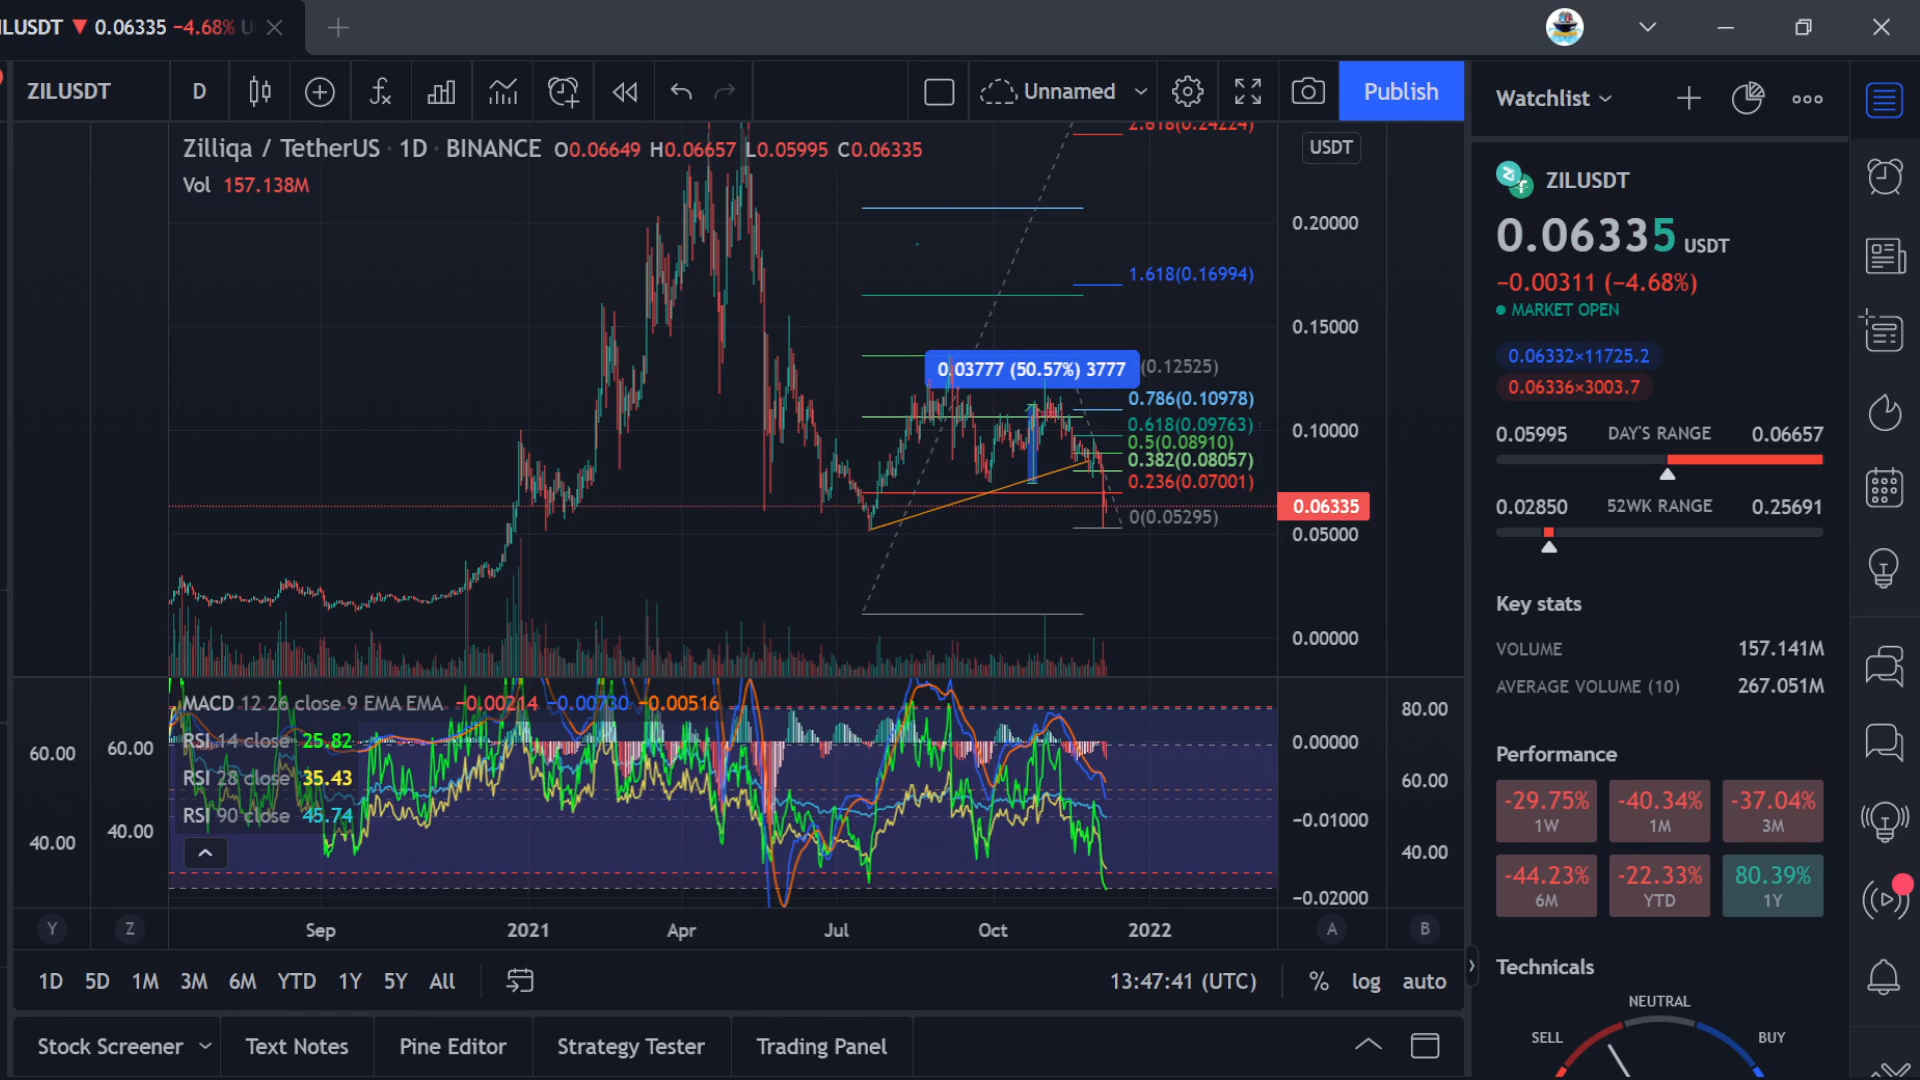 ILUSDT ▼ 0.06335 −4.68% U
ZILUSDT
D
Unnamed
Publish
Watchlist
Zilliqa / TetherUS · 1D · BINANCE O0.06649 H0.06657 L0.05995 C0.06335
Vol 157.138M
USDT
2.618(0.24224)
1.618(0.16994)
0.03777 (50.57%) 3777
(0.12525)
0.786(0.10978)
0.618(0.09763)
0.5(0.08910)
0.382(0.08057)
0.236(0.07001)
0(0.05295)
0.20000
0.15000
0.10000
0.06335
0.05000
0.00000
MACD 12 26 close 9 EMA EMA −0.00214 −0.00730 −0.00516
RSI 14 close 25.82
RSI 28 close 35.43
RSI 90 close 45.74
60.00
40.00
60.00
40.00
0.00000
−0.01000
−0.02000
80.00
60.00
40.00
Y
Z
Sep
2021
Apr
Jul
Oct
2022
A
B
1D 5D 1M 3M 6M YTD 1Y 5Y All
13:47:41 (UTC)
% log auto
Stock Screener
Text Notes
Pine Editor
Strategy Tester
Trading Panel
ZILUSDT
0.06335 USDT
−0.00311 (−4.68%)
MARKET OPEN
0.06332×11725.2
0.06336×3003.7
0.05995 DAY'S RANGE 0.06657
0.02850 52WK RANGE 0.25691
Key stats
VOLUME 157.141M
AVERAGE VOLUME (10) 267.051M
Performance
-29.75%
1W
-40.34%
1M
-37.04%
3M
-44.23%
6M
-22.33%
YTD
80.39%
1Y
Technicals
NEUTRAL
SELL
BUY